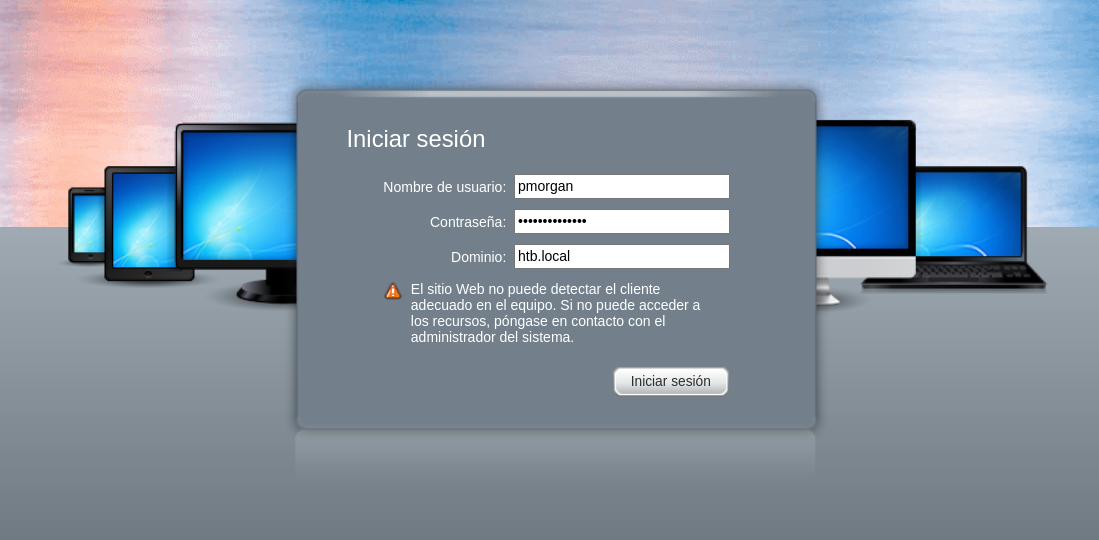 Iniciar sesión
Nombre de usuario: pmorgan
Contraseña: ••••••••••••••
Dominio: htb.local
El sitio Web no puede detectar el cliente
adecuado en el equipo. Si no puede acceder a
los recursos, póngase en contacto con el
administrador del sistema.
Iniciar sesión